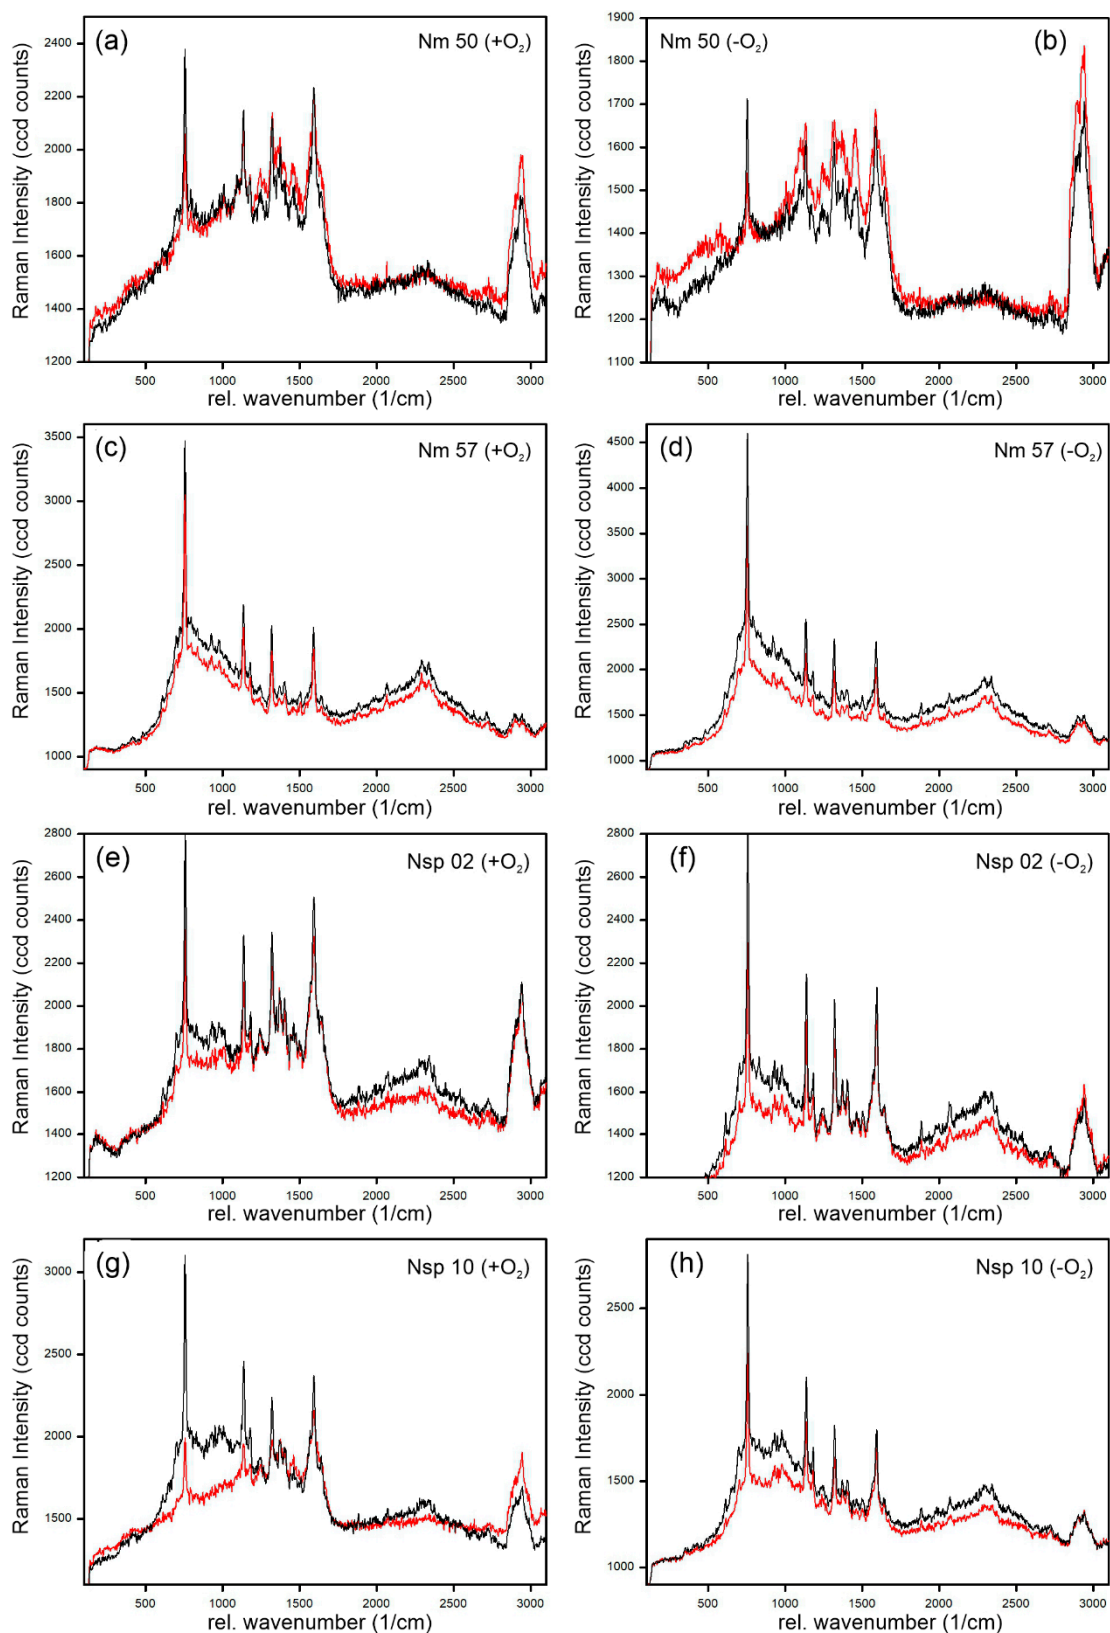 (a) Nm 50 (+O₂)
Raman Intensity (ccd counts)
2400
2200
2000
1800
1600
1400
1200
500 1000 1500 2000 2500 3000
rel. wavenumber (1/cm)
Nm 50 (-O₂) (b)
Raman Intensity (ccd counts)
1900
1800
1700
1600
1500
1400
1300
1200
1100
500 1000 1500 2000 2500 3000
rel. wavenumber (1/cm)
(c) Nm 57 (+O₂)
Raman Intensity (ccd counts)
3500
3000
2500
2000
1500
1000
500 1000 1500 2000 2500 3000
rel. wavenumber (1/cm)
(d) Nm 57 (-O₂)
Raman Intensity (ccd counts)
4500
4000
3500
3000
2500
2000
1500
1000
500 1000 1500 2000 2500 3000
rel. wavenumber (1/cm)
(e) Nsp 02 (+O₂)
Raman Intensity (ccd counts)
2800
2600
2400
2200
2000
1800
1600
1400
1200
500 1000 1500 2000 2500 3000
rel. wavenumber (1/cm)
(f) Nsp 02 (-O₂)
Raman Intensity (ccd counts)
2800
2600
2400
2200
2000
1800
1600
1400
1200
500 1000 1500 2000 2500 3000
rel. wavenumber (1/cm)
(g) Nsp 10 (+O₂)
Raman Intensity (ccd counts)
3000
2500
2000
1500
500 1000 1500 2000 2500 3000
rel. wavenumber (1/cm)
(h) Nsp 10 (-O₂)
Raman Intensity (ccd counts)
2500
2000
1500
1000
500 1000 1500 2000 2500 3000
rel. wavenumber (1/cm)